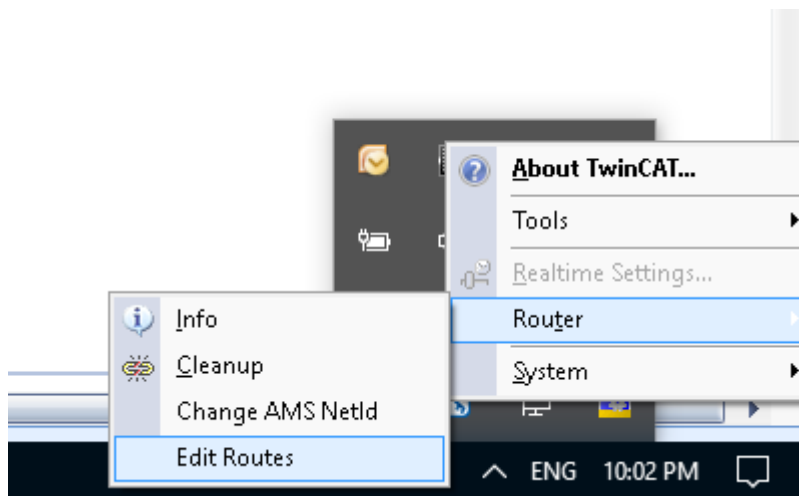 About TwinCAT...
Tools
Realtime Settings...
Router
System
Info
Cleanup
Change AMS NetId
Edit Routes
ENG 10:02 PM